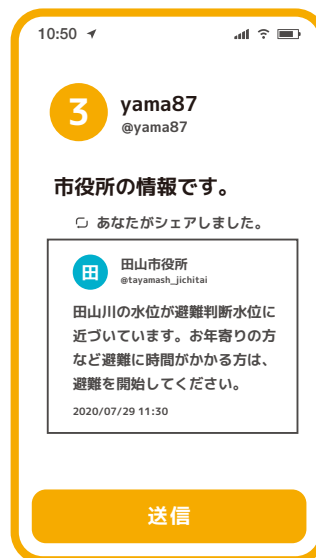 10:50
3
yama87
@yama87
市役所の情報です。
あなたがシェアしました。
田
田山市役所
@tayamash_jichitai
田山川の水位が避難判断水位に
近づいています。お年寄りの方
など避難に時間がかかる方は、
避難を開始してください。
2020/07/29 11:30
送信